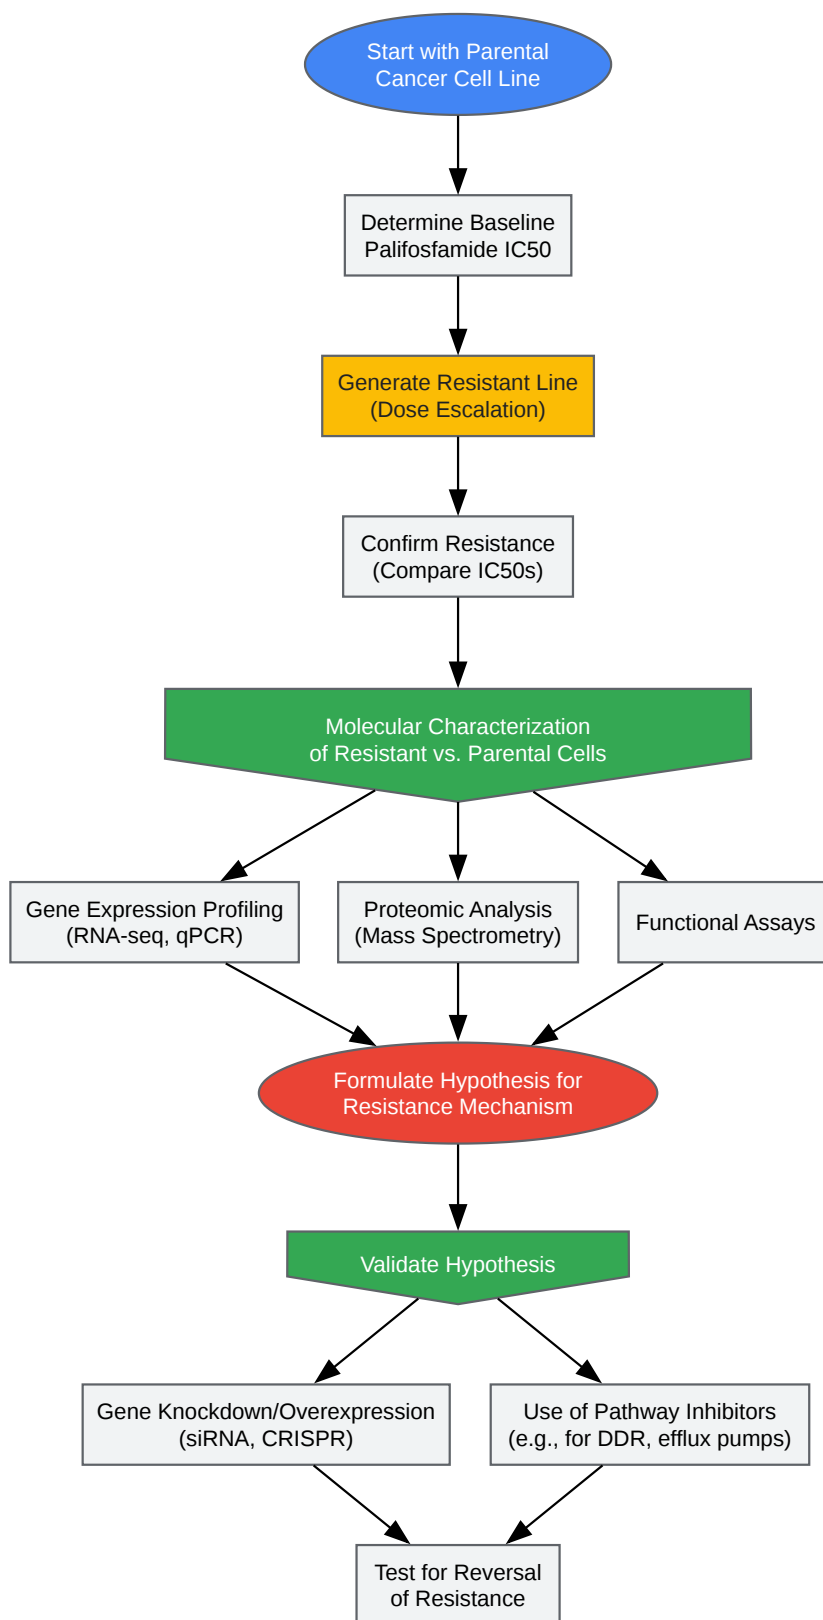 Start with Parental
Cancer Cell Line
Determine Baseline
Palifosfamide IC50
Generate Resistant Line
(Dose Escalation)
Confirm Resistance
(Compare IC50s)
Molecular Characterization
of Resistant vs. Parental Cells
Gene Expression Profiling
(RNA-seq, qPCR)
Proteomic Analysis
(Mass Spectrometry)
Functional Assays
Formulate Hypothesis for
Resistance Mechanism
Validate Hypothesis
Gene Knockdown/Overexpression
(siRNA, CRISPR)
Use of Pathway Inhibitors
(e.g., for DDR, efflux pumps)
Test for Reversal
of Resistance